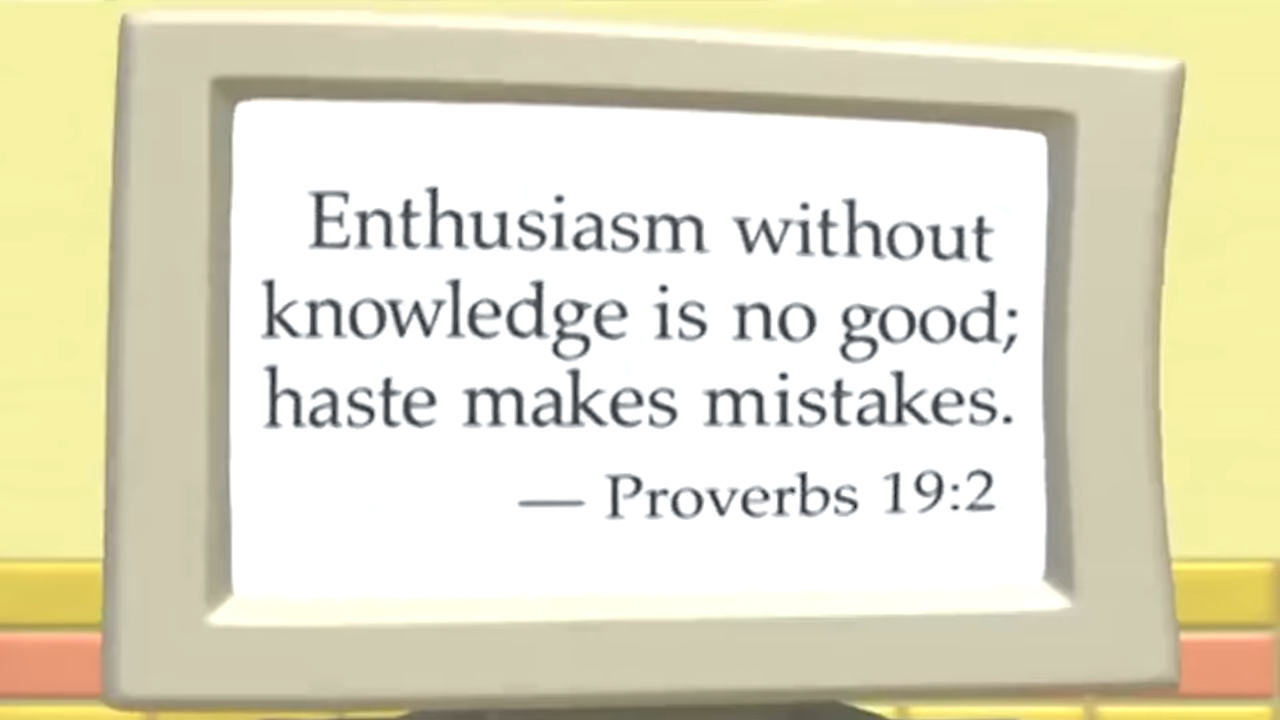 Enthusiasm without
knowledge is no good;
haste makes mistakes.
— Proverbs 19:2